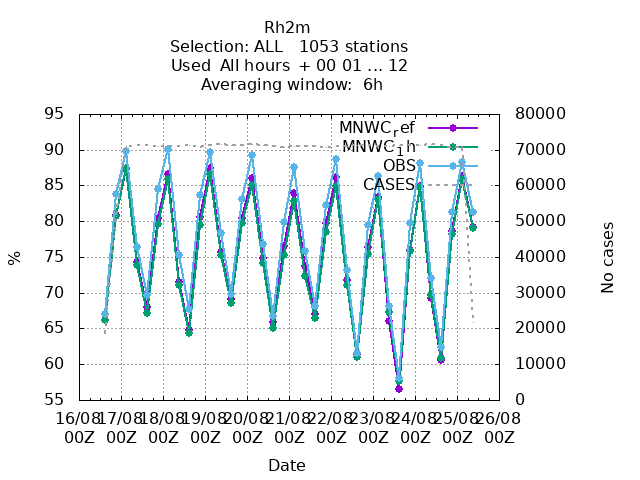 Rh2m
Selection: ALL   1053 stations
Used  All hours  + 00 01 ... 12
Averaging window:  6h
95
90
85
80
75
70
65
60
55
80000
70000
60000
50000
40000
30000
20000
10000
0
MNWC_ref
MNWC_1h
OBS
CASES
%
No cases
16/08 17/08 18/08 19/08 20/08 21/08 22/08 23/08 24/08 25/08 26/08
00Z 00Z 00Z 00Z 00Z 00Z 00Z 00Z 00Z 00Z 00Z
Date